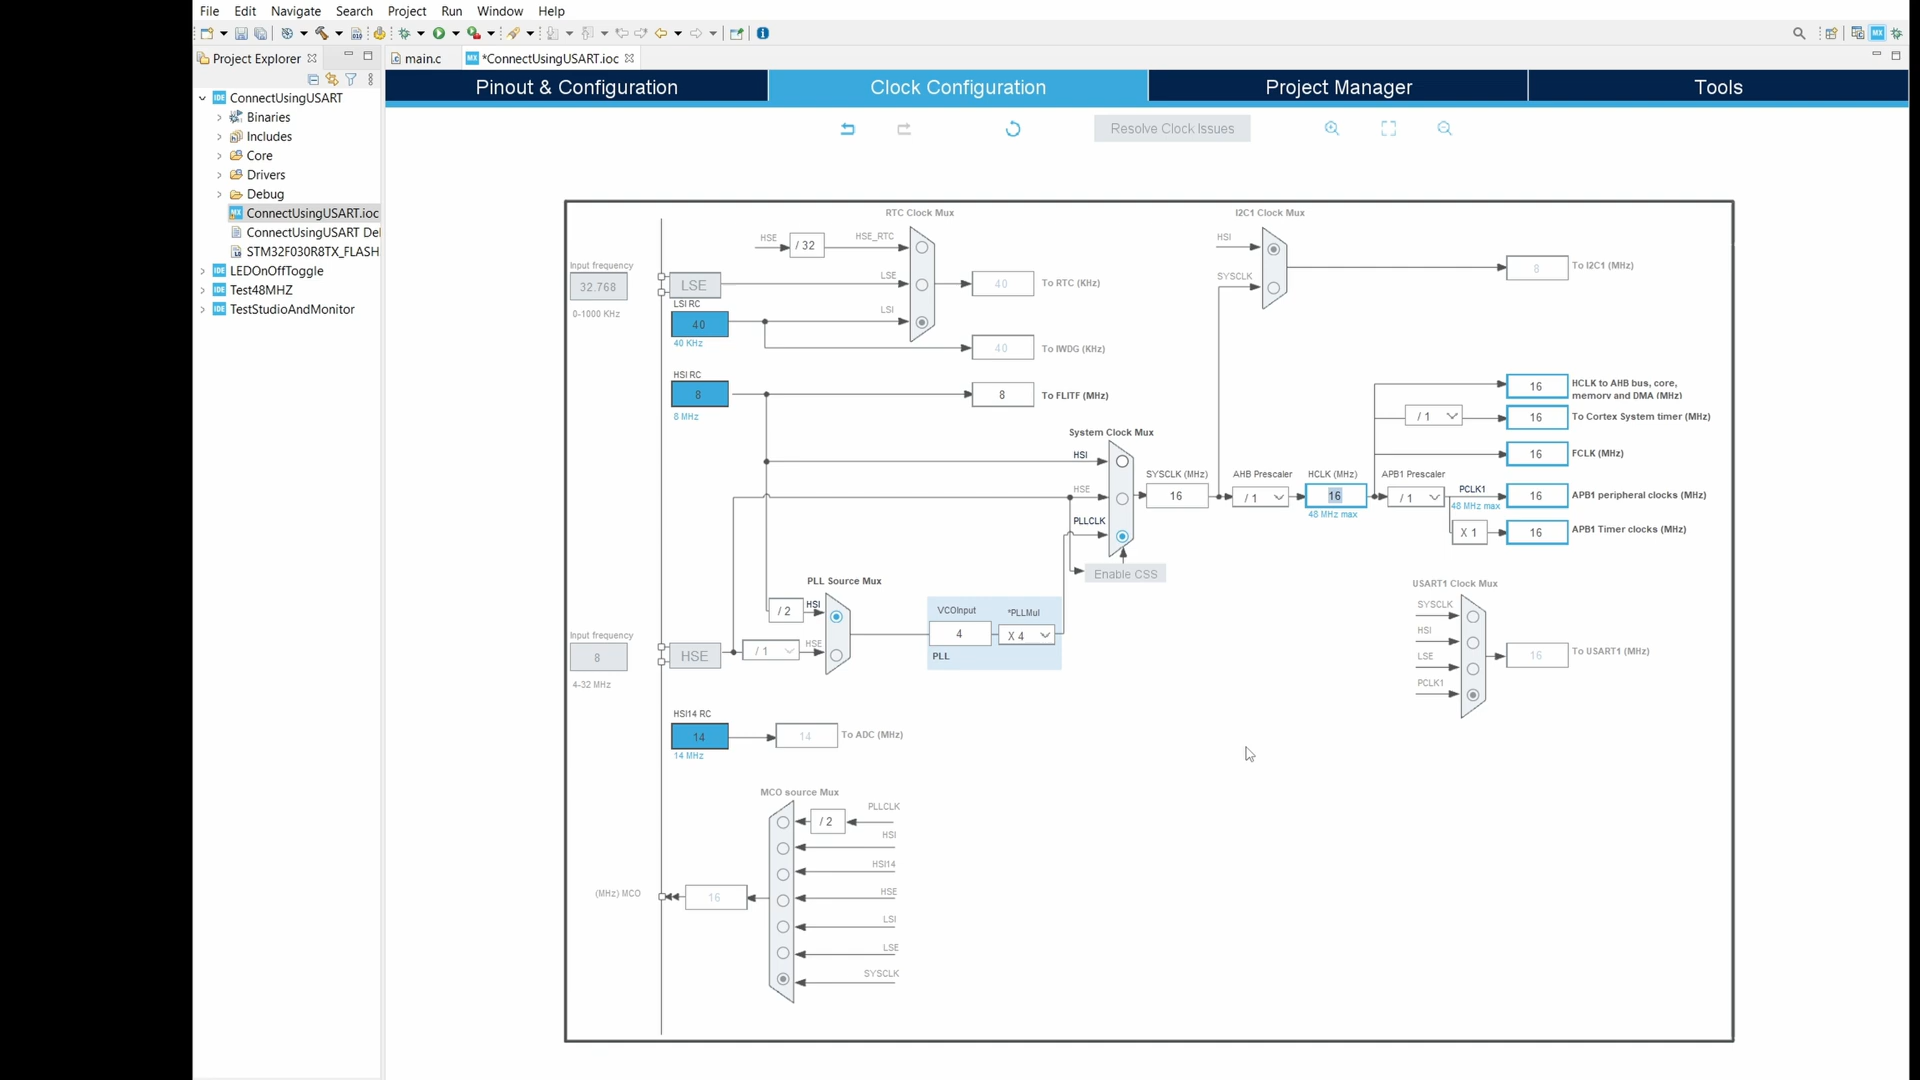 File Edit Navigate Search Project Run Window Help
Project Explorer
main.c
*ConnectUsingUSART.ioc
ConnectUsingUSART
Binaries
Includes
Core
Drivers
Debug
ConnectUsingUSART.ioc
ConnectUsingUSART De
STM32F030R8TX_FLASH
LEDOnOffToggle
Test48MHZ
TestStudioAndMonitor
Pinout & Configuration
Clock Configuration
Project Manager
Tools
Resolve Clock Issues
RTC Clock Mux
I2C1 Clock Mux
HSE
/ 32
HSE_RTC
HSI
Input frequency
32.768
0-1000 KHz
LSE
LSE
40
To RTC (KHz)
SYSCLK
8
To I2C1 (MHz)
LSI RC
40
40 KHz
LSI
40
To IWDG (KHz)
HSI RC
8
8 MHz
8
To FLITF (MHz)
16
HCLK to AHB bus, core,
memory and DMA (MHz)
/ 1
16
To Cortex System timer (MHz)
System Clock Mux
HSI
HSE
PLLCLK
16
FCLK (MHz)
SYSCLK (MHz)
16
AHB Prescaler
/ 1
HCLK (MHz)
16
48 MHz max
APB1 Prescaler
/ 1
PCLK1
48 MHz max
16
APB1 peripheral clocks (MHz)
X 1
16
APB1 Timer clocks (MHz)
Enable CSS
PLL Source Mux
/ 2
HSI
VCOInput
4
*PLLMul
X 4
PLL
Input frequency
8
4-32 MHz
HSE
/ 1
HSE
USART1 Clock Mux
SYSCLK
HSI
LSE
PCLK1
16
To USART1 (MHz)
HSI14 RC
14
14 MHz
14
To ADC (MHz)
MCO source Mux
PLLCLK
/ 2
HSI
HSI14
HSE
(MHz) MCO
16
LSI
LSE
SYSCLK